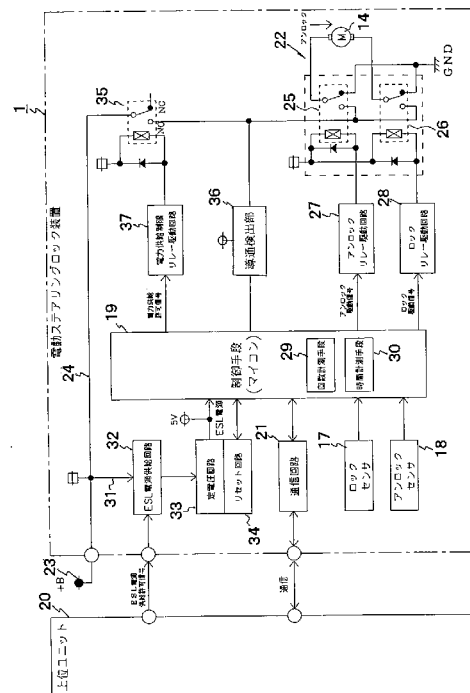 電動ステアリングロック装置
1
上位ユニット
20
+B
23
24
ESL電源
供給許可信号
通信
31
32
ESL電源供給回路
33
定電圧回路
リセット回路
34
5V
ESL電源
21
通信回路
17
ロック
センサ
アンロック
センサ
18
19
制御手段
(マイコン)
29
回数計測手段
時間計測手段
30
電力供給
許可信号
37
電力供給制限
リレー駆動回路
36
導通検出部
アンロック
駆動信号
27
アンロック
リレー駆動回路
ロック
駆動信号
28
ロック
リレー駆動回路
35
NC
NC
25
26
22
アンロック
M
14
GND